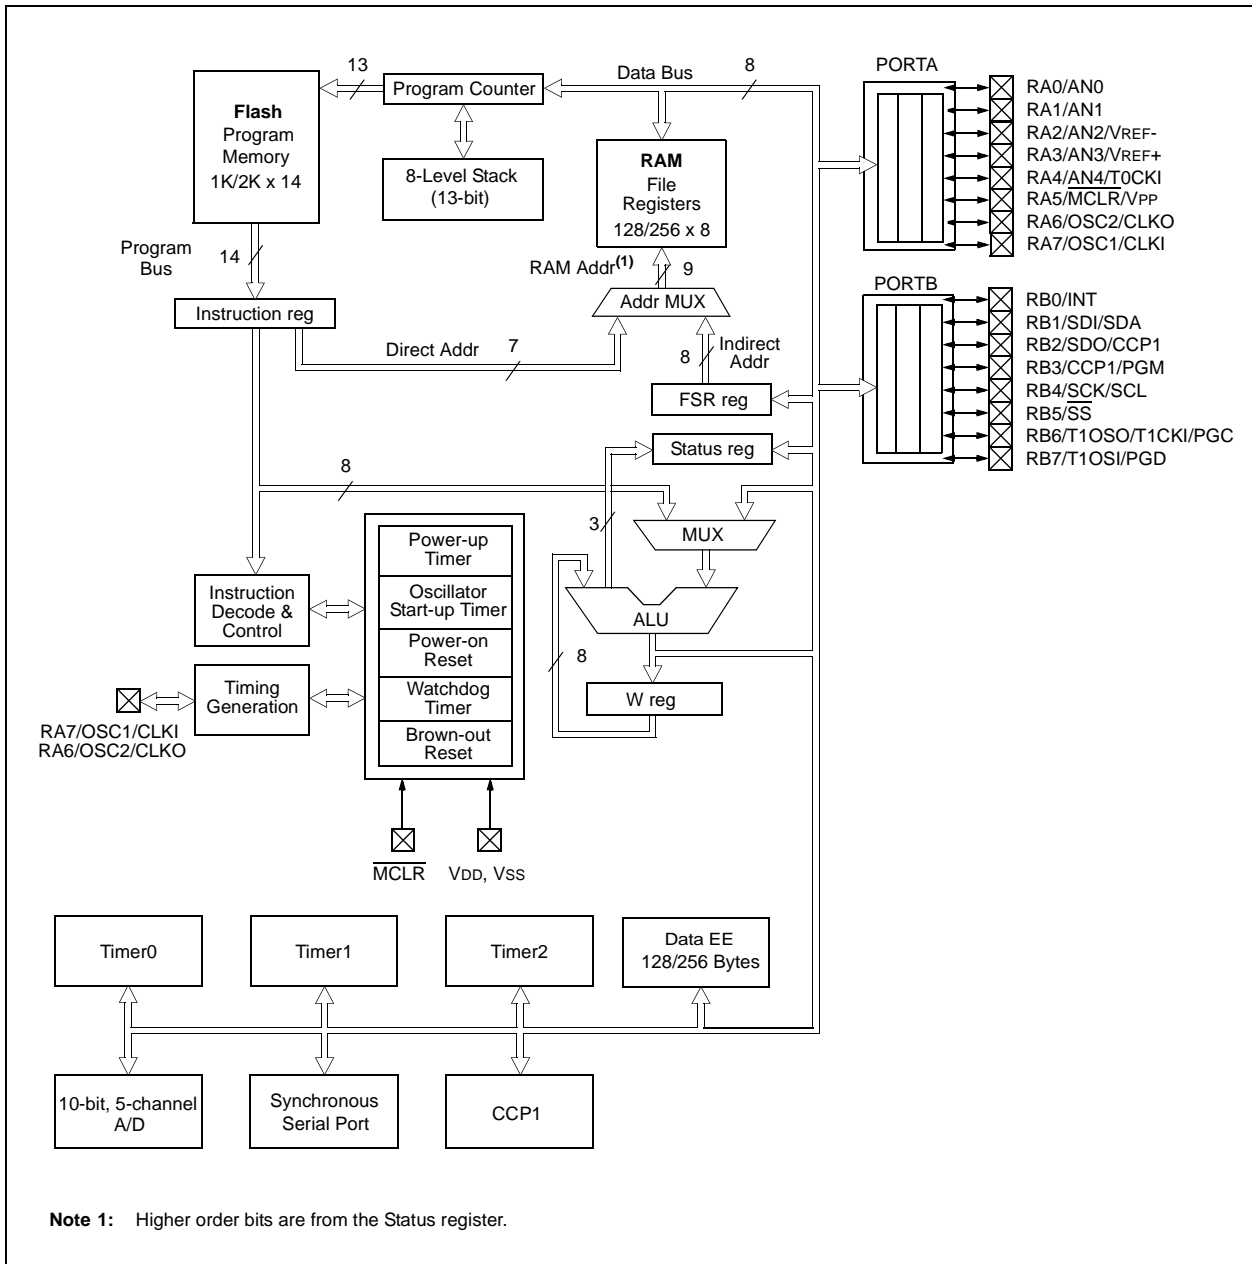 13
Data Bus
8
PORTA
Program Counter
Flash
Program
Memory
1K/2K x 14
8-Level Stack
(13-bit)
RAM
File
Registers
128/256 x 8
RA0/AN0
RA1/AN1
RA2/AN2/VREF-
RA3/AN3/VREF+
RA4/AN4/T0CKI
RA5/MCLR/VPP
RA6/OSC2/CLKO
RA7/OSC1/CLKI
Program
Bus
14
RAM Addr(1)
9
PORTB
Addr MUX
Instruction reg
Direct Addr
7
8
Indirect
Addr
FSR reg
RB0/INT
RB1/SDI/SDA
RB2/SDO/CCP1
RB3/CCP1/PGM
RB4/SCK/SCL
RB5/SS
RB6/T1OSO/T1CKI/PGC
RB7/T1OSI/PGD
Status reg
8
3
MUX
Power-up
Timer
Oscillator
Start-up Timer
Power-on
Reset
Watchdog
Timer
Brown-out
Reset
Instruction
Decode &
Control
ALU
8
W reg
Timing
Generation
RA7/OSC1/CLKI
RA6/OSC2/CLKO
MCLR
VDD, VSS
Timer0
Timer1
Timer2
Data EE
128/256 Bytes
10-bit, 5-channel
A/D
Synchronous
Serial Port
CCP1
Note 1: Higher order bits are from the Status register.